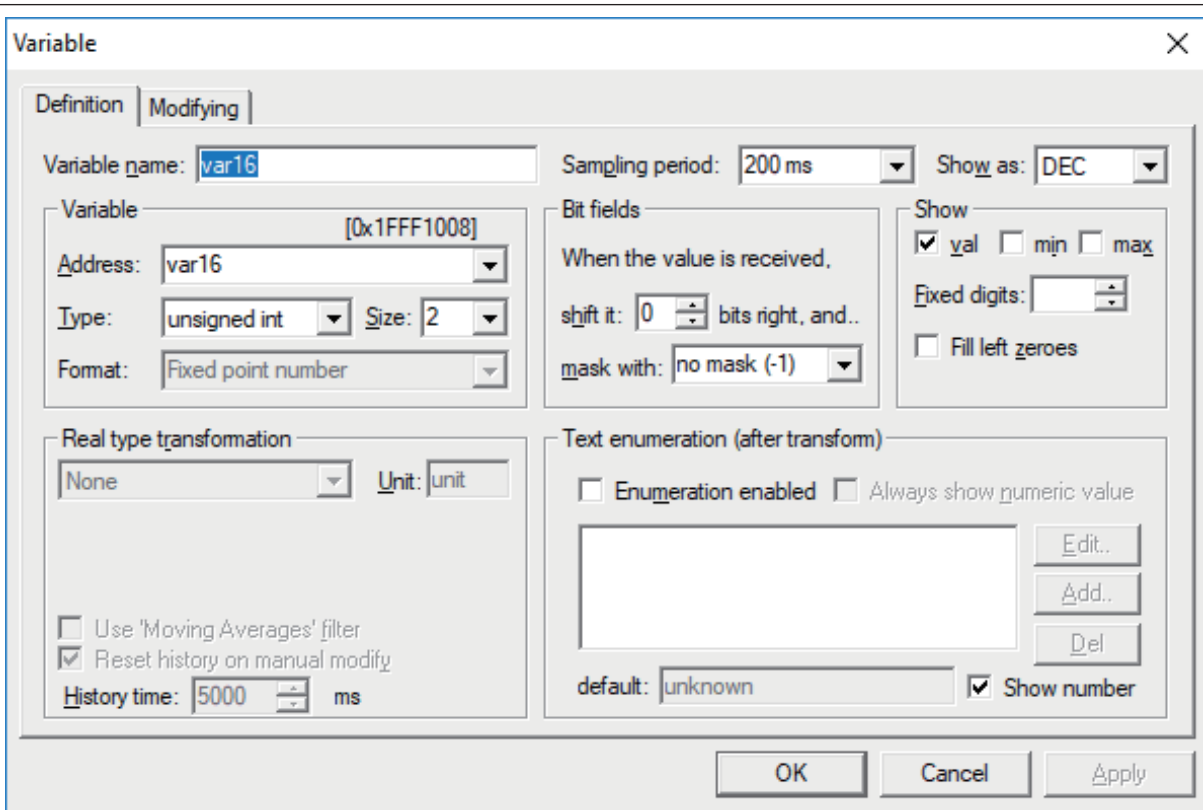 Variable
Definition Modifying
Variable name: var16 Sampling period: 200 ms Show as: DEC
Variable
[0x1FFF1008]
Address: var16
Type: unsigned int Size: 2
Format: Fixed point number
Bit fields
When the value is received,
shift it: 0 bits right, and..
mask with: no mask (-1)
Show
val min max
Fixed digits:
Fill left zeroes
Real type transformation
None Unit: unit
Use 'Moving Averages' filter
Reset history on manual modify
History time: 5000 ms
Text enumeration (after transform)
Enumeration enabled Always show numeric value
Edit..
Add..
Del
default: unknown Show number
OK Cancel Apply